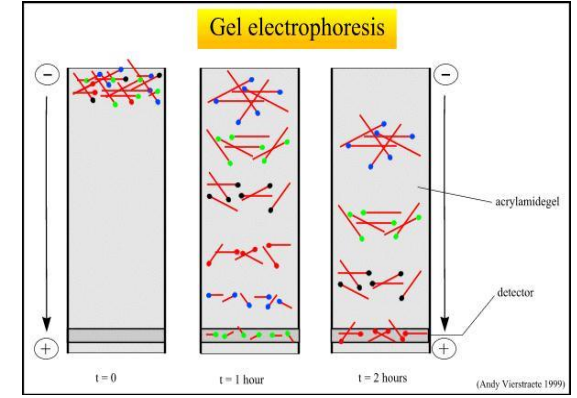 Gel electrophoresis
−
−
acrylamidegel
detector
+
+
t = 0
t = 1 hour
t = 2 hours
(Andy Vierstraete 1999)